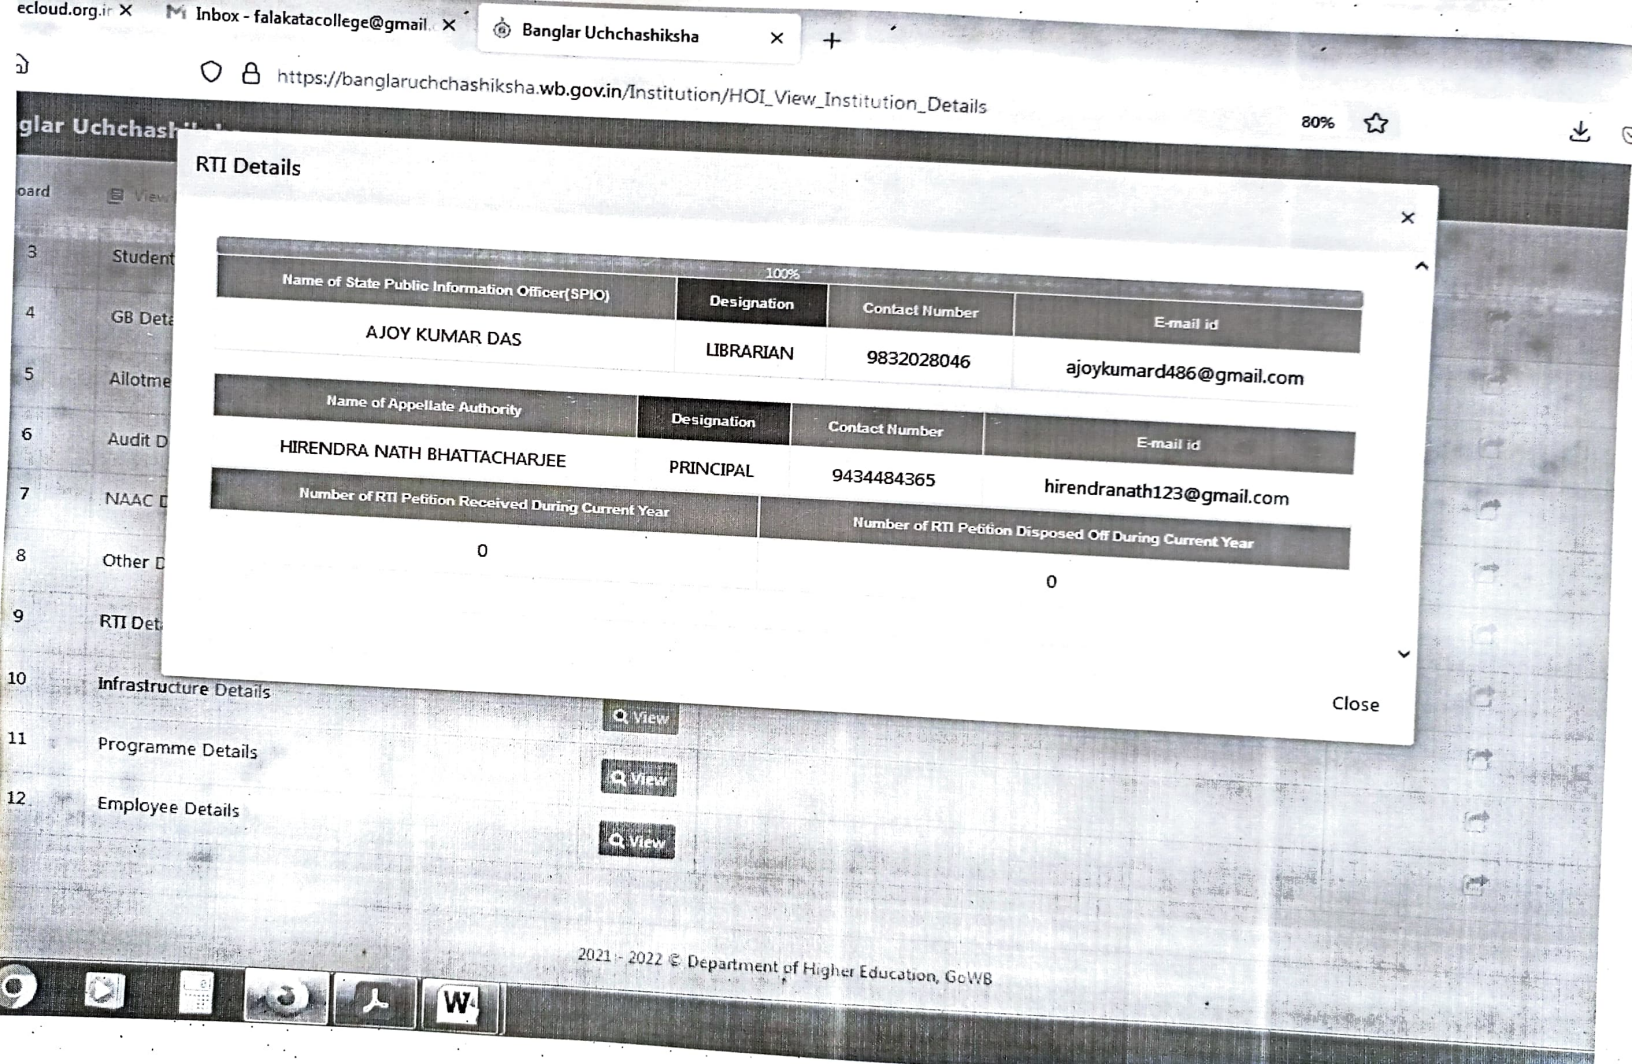 ecloud.org.ir × Inbox - falakatacollege@gmail. × Banglar Uchchashiksha × +
https://banglaruchchashiksha.wb.gov.in/Institution/HOI_View_Institution_Details 80%
glar Uchchash
RTI Details
oard View
×
3 Student
100%
Name of State Public Information Officer(SPIO) Designation Contact Number E-mail id
AJOY KUMAR DAS LIBRARIAN 9832028046 ajoykumard486@gmail.com
4 GB Deta
5 Allotme
Name of Appellate Authority Designation Contact Number E-mail id
6 Audit D
HIRENDRA NATH BHATTACHARJEE PRINCIPAL 9434484365 hirendranath123@gmail.com
7 NAAC D
Number of RTI Petition Received During Current Year Number of RTI Petition Disposed Off During Current Year
0 0
8 Other D
9 RTI Det
10 Infrastructure Details View
Close
11 Programme Details View
12 Employee Details View
2021 - 2022 © Department of Higher Education, GoWB
W